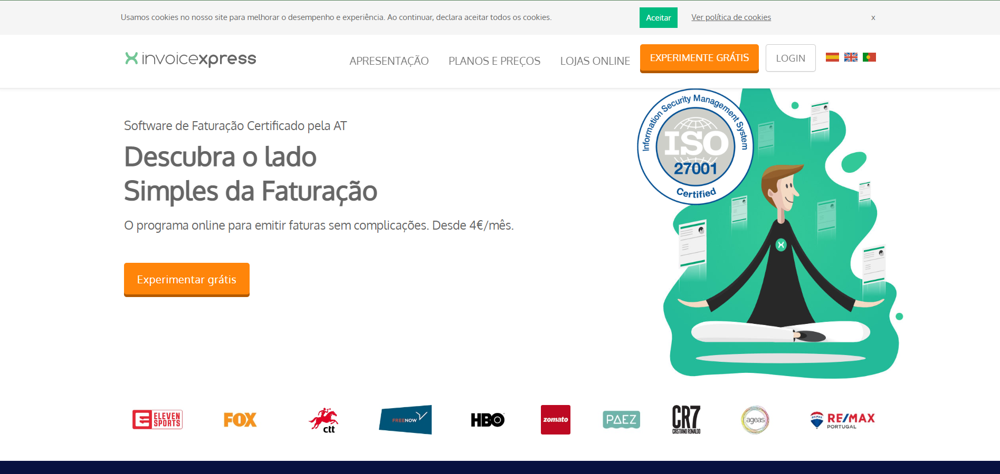 Usamos cookies no nosso site para melhorar o desempenho e experiência. Ao continuar, declara aceitar todos os cookies.
Aceitar
Ver política de cookies
x
invoicexpress
APRESENTAÇÃO
PLANOS E PREÇOS
LOJAS ONLINE
EXPERIMENTE GRÁTIS
LOGIN
Software de Faturação Certificado pela AT
Descubra o lado
Simples da Faturação
O programa online para emitir faturas sem complicações. Desde 4€/mês.
Experimentar grátis
Information Security Management System
ISO
27001
Certified
ELEVEN
SPORTS
FOX
ctt
FREENOW
HBO
zomato
PAEZ
CR7
CRISTIANO RONALDO
ageas
RE/MAX
RE/MAX
PORTUGAL